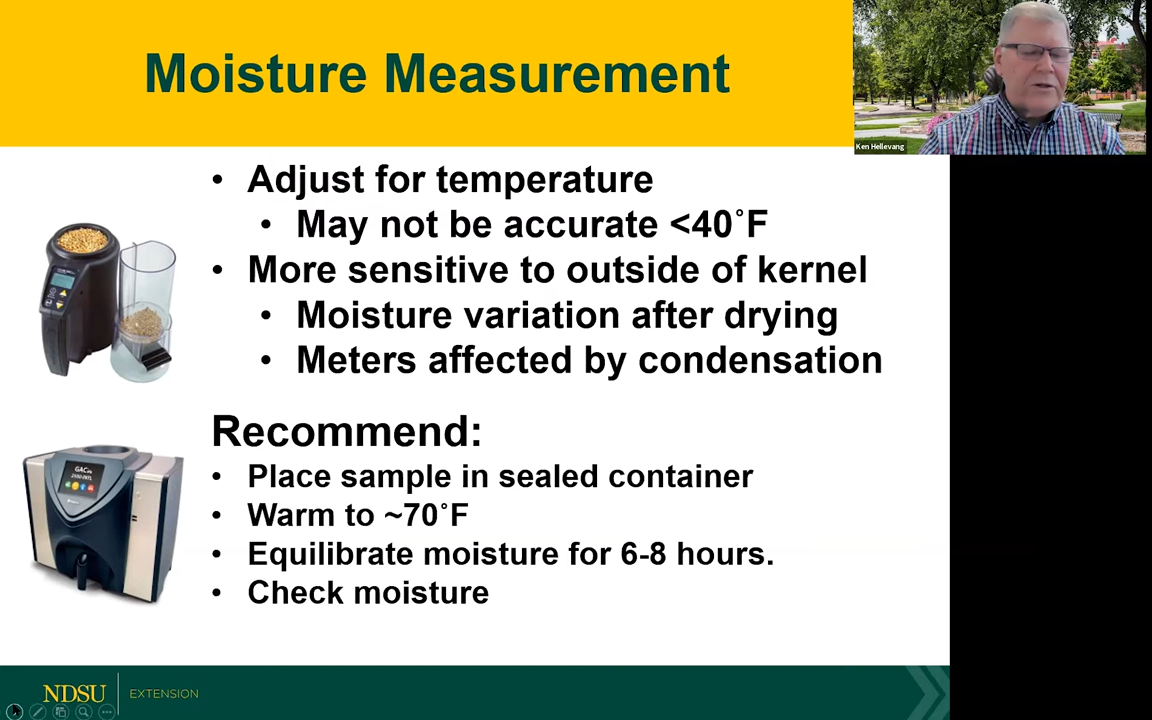 Moisture Measurement
Ken Hellevang
• Adjust for temperature
• May not be accurate <40°F
• More sensitive to outside of kernel
• Moisture variation after drying
• Meters affected by condensation
Recommend:
• Place sample in sealed container
• Warm to ~70°F
• Equilibrate moisture for 6-8 hours.
• Check moisture
GAC
NDSU EXTENSION